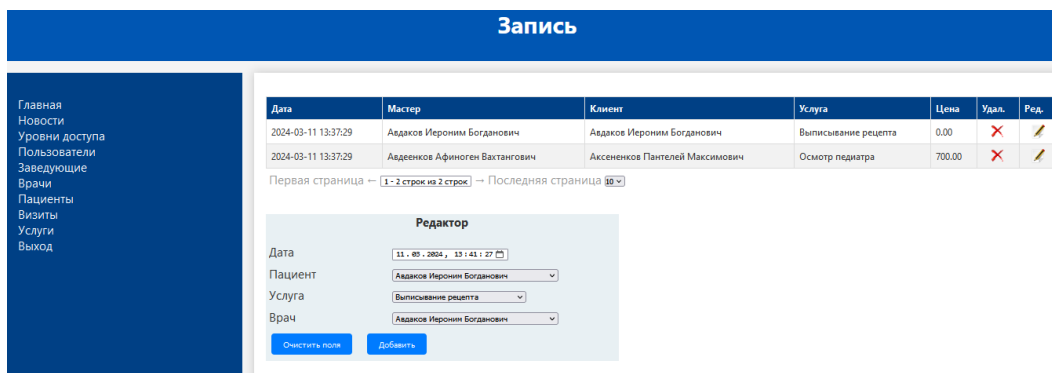 Запись
Главная
Новости
Уровни доступа
Пользователи
Заведующие
Врачи
Пациенты
Визиты
Услуги
Выход
Дата Мастер Клиент Услуга Цена Удал. Ред.
2024-03-11 13:37:29 Авдаков Иероним Богданович Авдаков Иероним Богданович Выписывание рецепта 0.00
2024-03-11 13:37:29 Авдеенков Афиноген Вахтангович Аксененков Пантелей Максимович Осмотр педиатра 700.00
Первая страница ← 1 - 2 строк из 2 строк → Последняя страница 10
Редактор
Дата 11.03.2024, 13:41:27
Пациент Авдаков Иероним Богданович
Услуга Выписывание рецепта
Врач Авдаков Иероним Богданович
Очистить поля Добавить